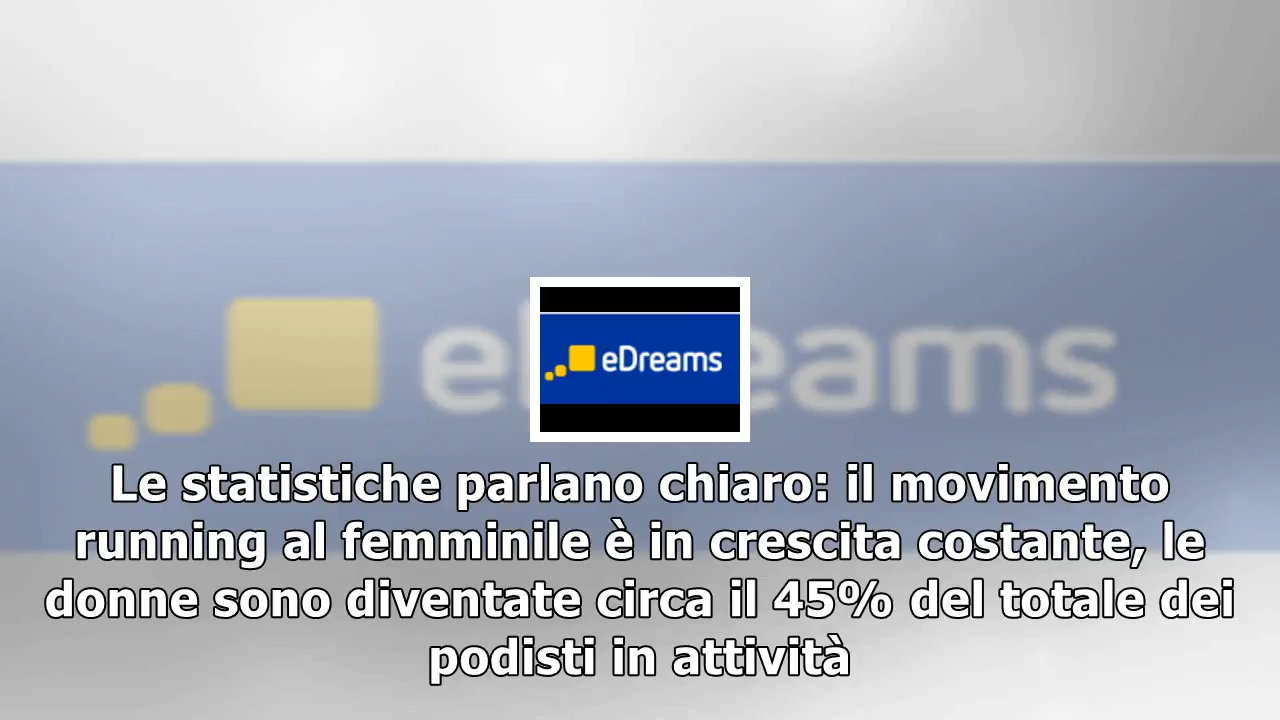 eDreams
eDreams
Le statistiche parlano chiaro: il movimento
running al femminile è in crescita costante, le
donne sono diventate circa il 45% del totale dei
podisti in attività